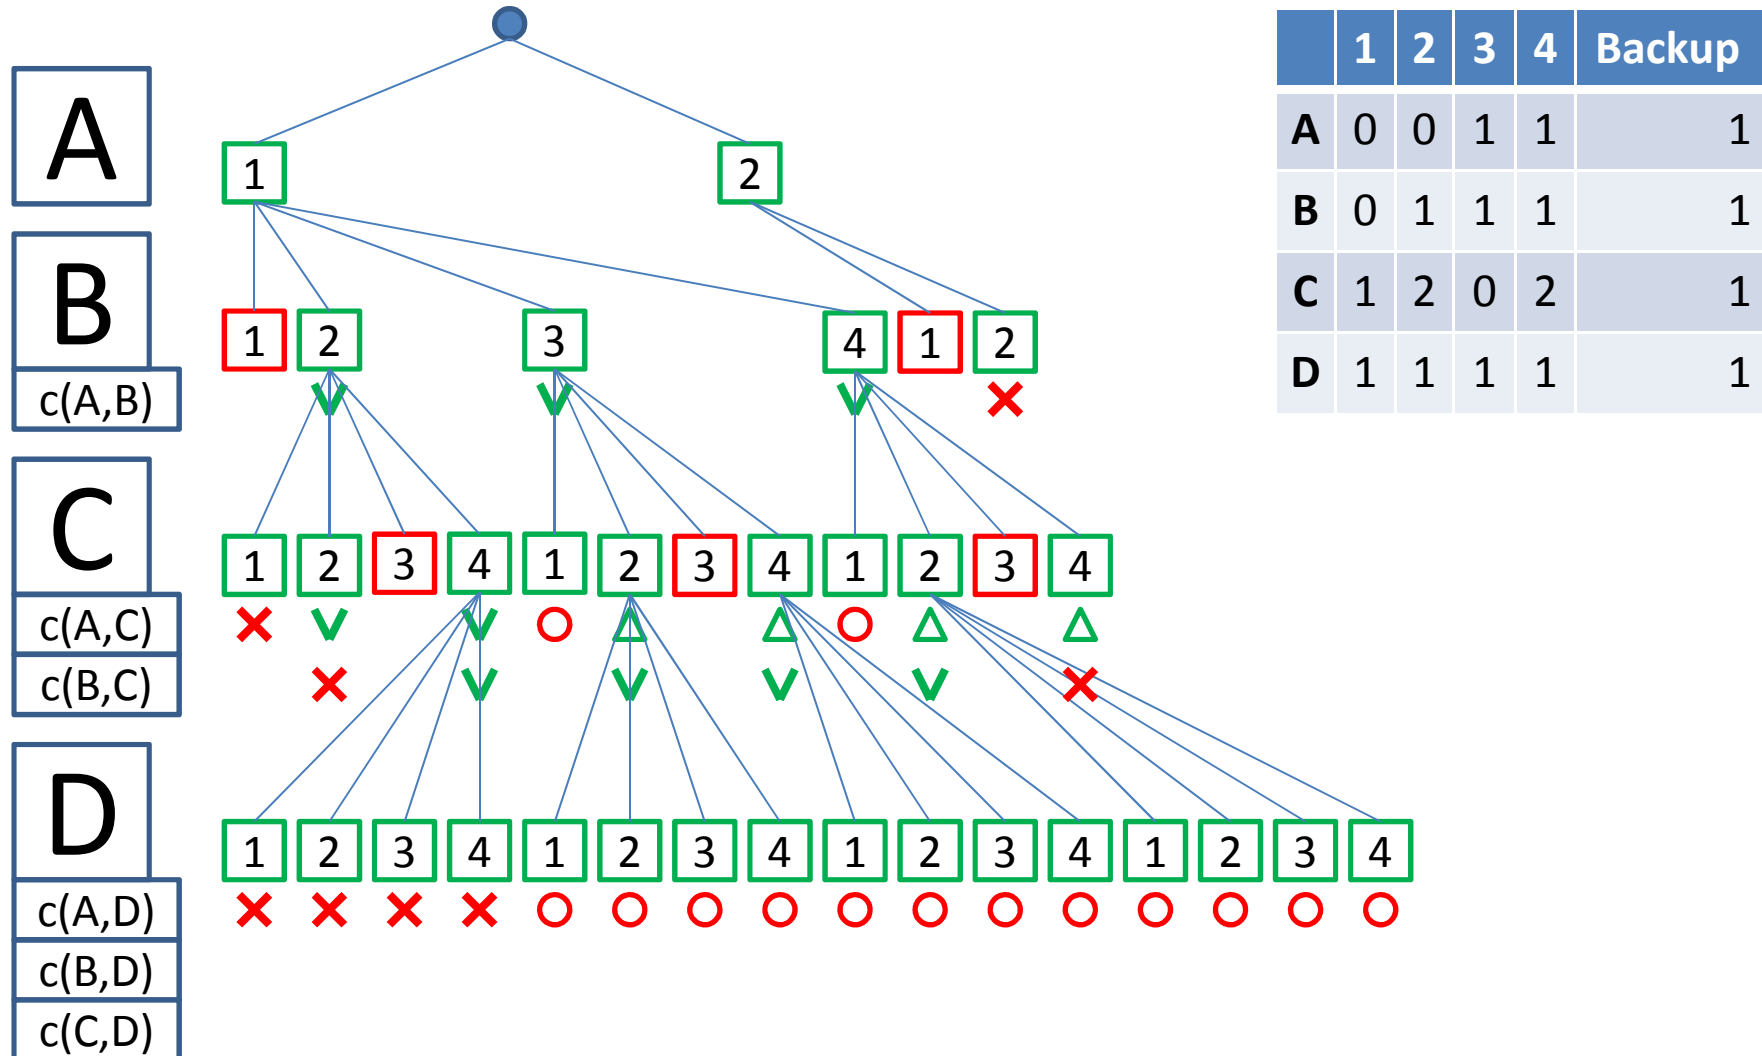 1 2 3 4 Backup
A 0 0 1 1 1
B 0 1 1 1 1
C 1 2 0 2 1
D 1 1 1 1 1
A
1 2
B
1 2 3 4 1 2
c(A,B)
C
1 2 3 4 1 2 3 4 1 2 3 4
c(A,C)
c(B,C)
D
1 2 3 4 1 2 3 4 1 2 3 4 1 2 3 4
c(A,D)
c(B,D)
c(C,D)